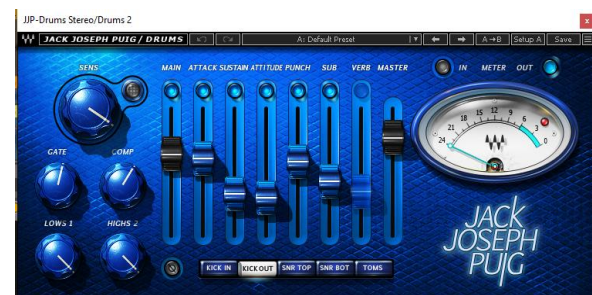 JJP-Drums Stereo/Drums 2
x
JACK JOSEPH PUIG / DRUMS
A: Default Preset
A→B
Setup A
Save
SENS
MAIN ATTACK SUSTAIN ATTITUDE PUNCH SUB VERB MASTER
IN METER OUT
24 21 18 15 12 9 6 3 0
GATE COMP
LOWS 1 HIGHS 2
JACK
JOSEPH
PUIG
KICK IN KICK OUT SNR TOP SNR BOT TOMS